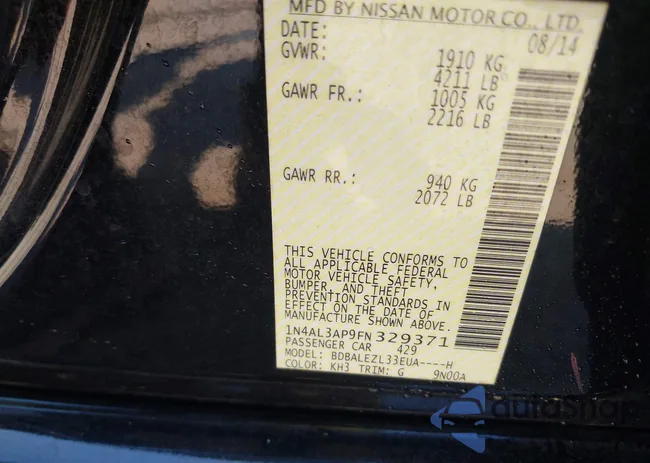 MFD BY NISSAN MOTOR CO., LTD.
DATE: 08/14
GVWR: 1910 KG
4211 LB
GAWR FR.: 1005 KG
2216 LB
GAWR RR.: 940 KG
2072 LB
THIS VEHICLE CONFORMS TO
ALL APPLICABLE FEDERAL
MOTOR VEHICLE SAFETY,
BUMPER, AND THEFT
PREVENTION STANDARDS IN
EFFECT ON THE DATE OF
MANUFACTURE SHOWN ABOVE.
1N4AL3AP9FN 329371
PASSENGER CAR 429
MODEL: BDBALEZL33EUA----H
COLOR: KH3 TRIM: G 9N00A
autoSnap